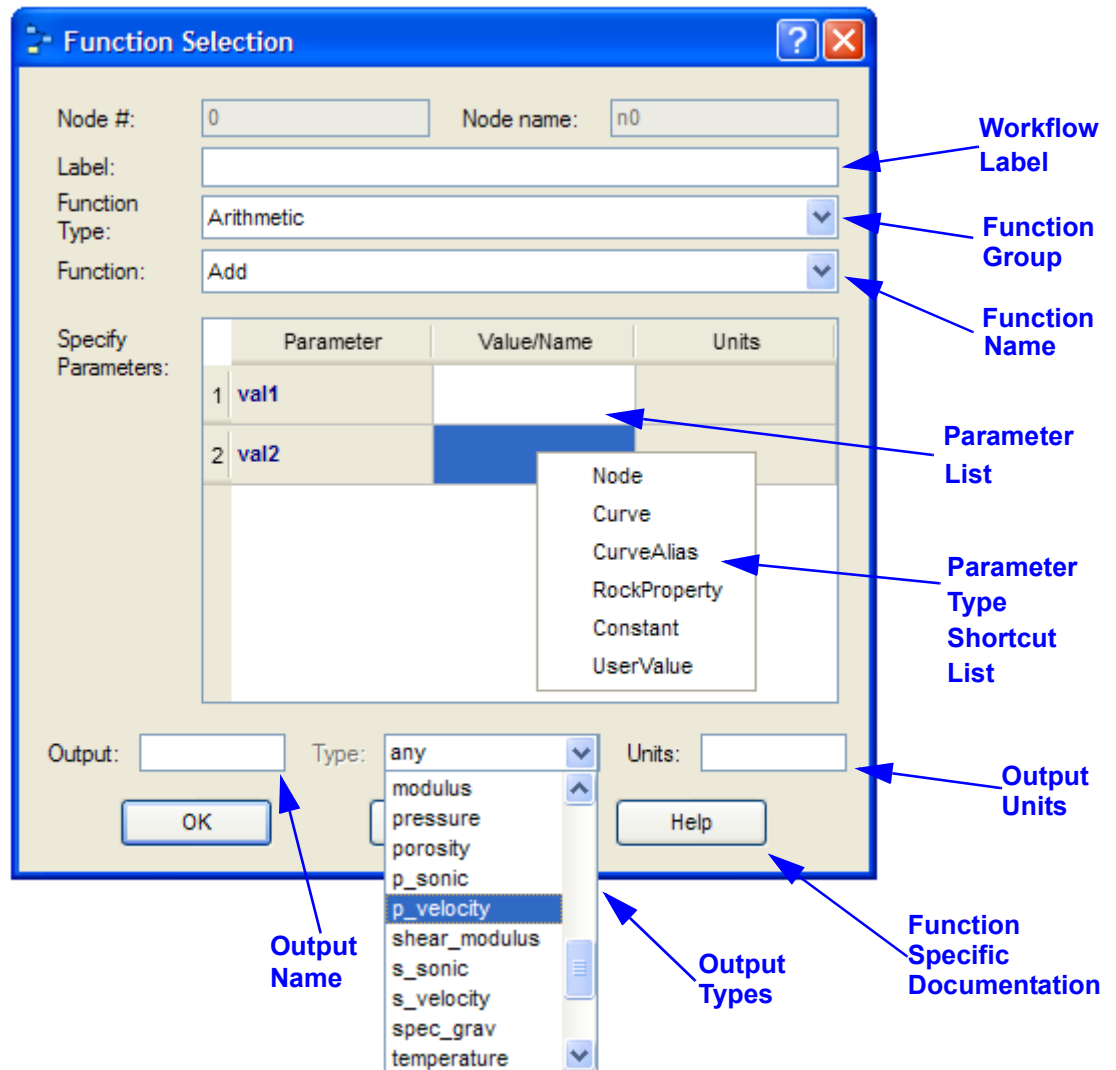 Function Selection
?
Node #: 0 Node name: n0
Workflow
Label
Label:
Function
Type:
Arithmetic
Function
Group
Function: Add
Function
Name
Specify
Parameters:
Parameter Value/Name Units
1 val1
2 val2
Parameter
List
Node
Curve
CurveAlias
RockProperty
Constant
UserValue
Parameter
Type
Shortcut
List
Output: Type: any Units:
Output
Units
OK
Help
modulus
pressure
porosity
p_sonic
p_velocity
shear_modulus
s_sonic
s_velocity
spec_grav
temperature
Output
Name
Output
Types
Function
Specific
Documentation